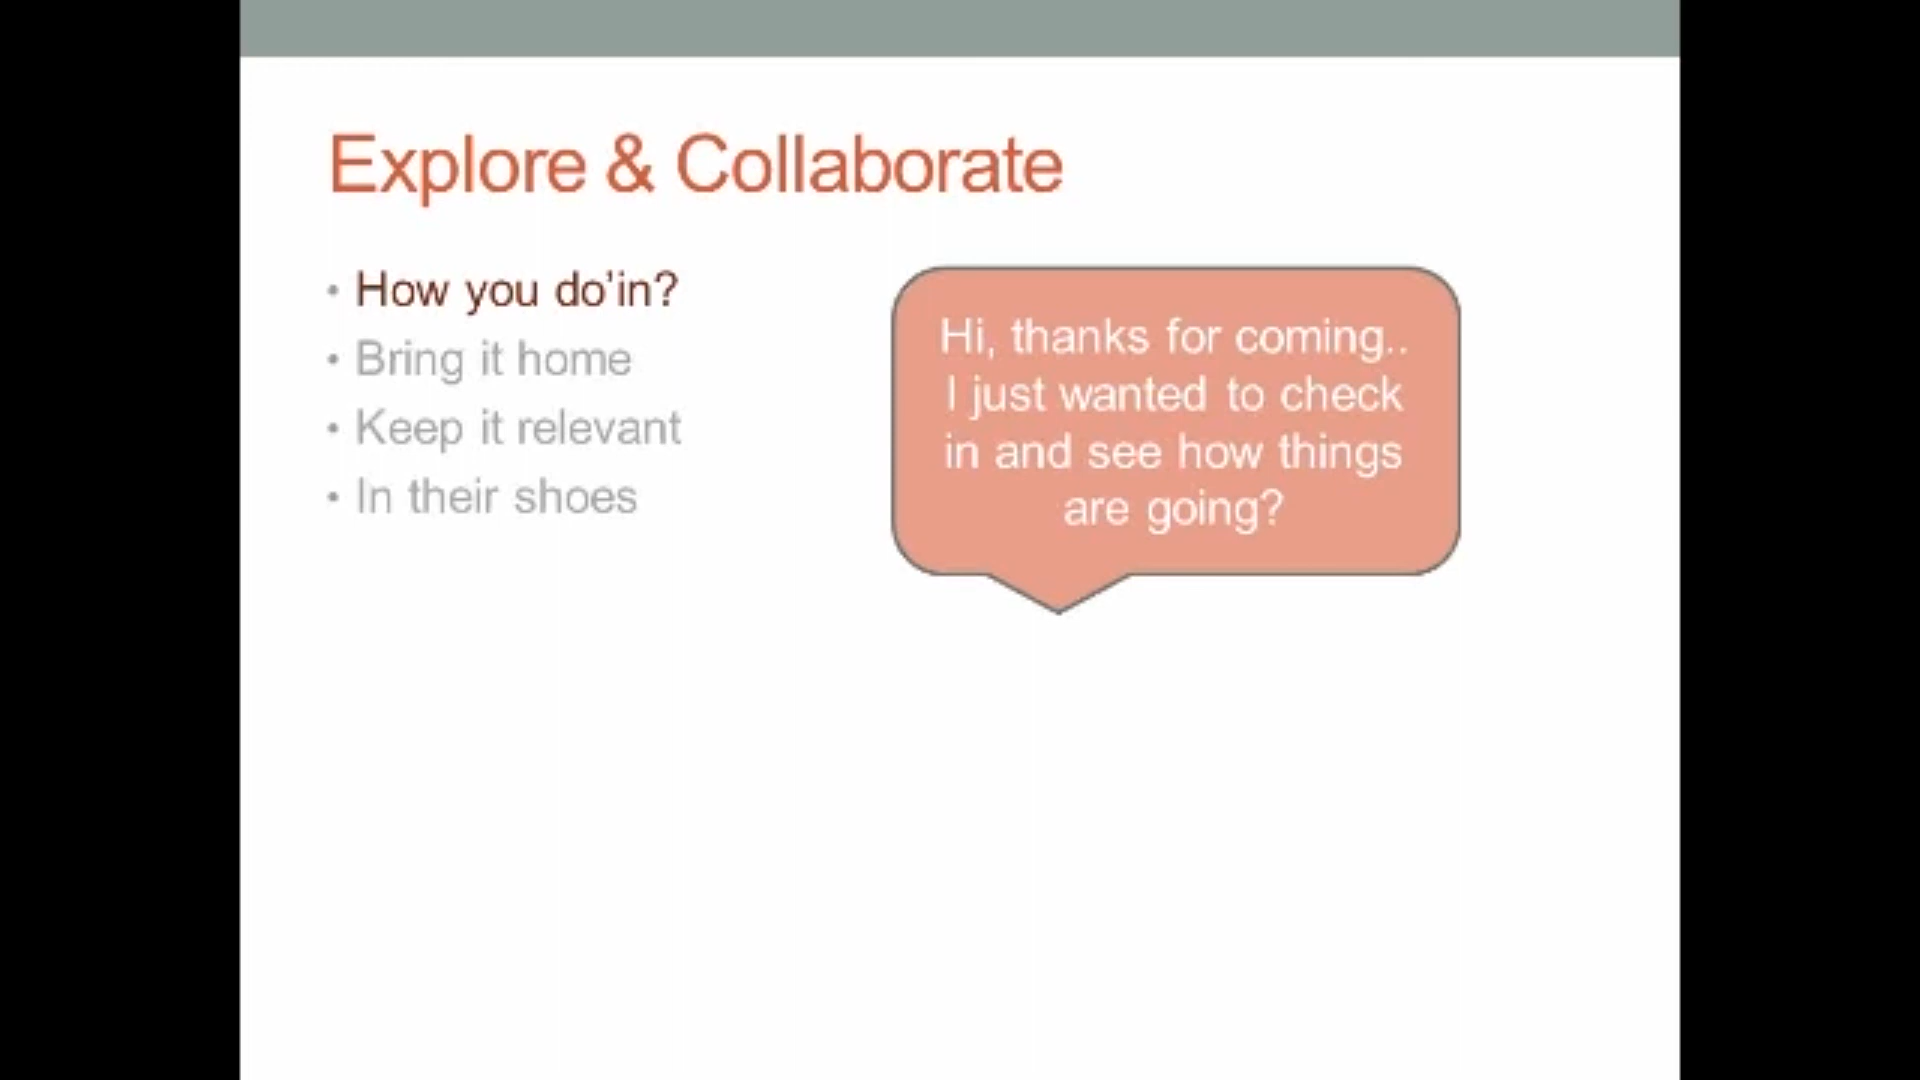 Explore & Collaborate
• How you do’in?
• Bring it home
• Keep it relevant
• In their shoes
Hi, thanks for coming..
I just wanted to check
in and see how things
are going?